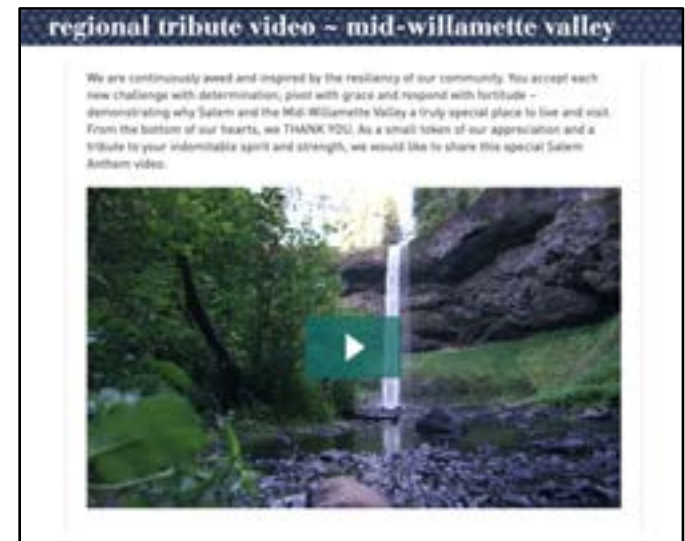 regional tribute video ~ mid-willamette valley
We are continuously awed and inspired by the resiliency of our community. You accept each
new challenge with determination, pivot with grace and respond with fortitude –
demonstrating why Salem and the Mid-Willamette Valley a truly special place to live and visit.
From the bottom of our hearts, we THANK YOU. As a small token of our appreciation and a
tribute to your indomitable spirit and strength, we would like to share this special Salem
Anthem video.